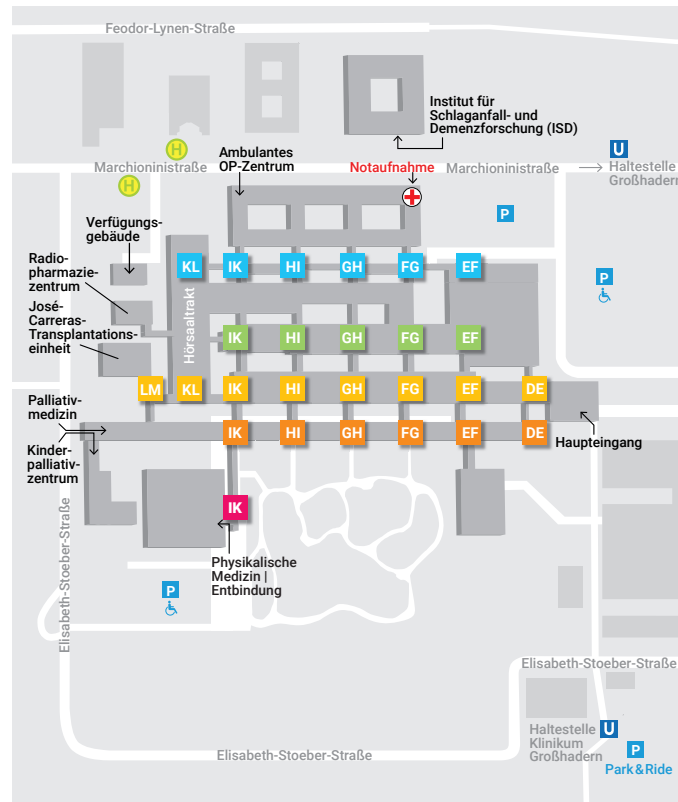 Feodor-Lynen-Straße
Institut für
Schlaganfall- und
Demenzforschung (ISD)
H
U
Marchioninistraße
Ambulantes
OP-Zentrum
Notaufnahme
Marchioninistraße
Haltestelle
Großhadern
H
P
Verfügungs-
gebäude
Radio-
pharmazie-
zentrum
KL IK HI GH FG EF
P
José-
Carreras-
Transplantations-
einheit
Hörsaaltrakt
IK HI GH FG EF
LM KL IK HI GH FG EF DE
Palliativ-
medizin
IK HI GH FG EF DE
Haupteingang
Kinder-
palliativ-
zentrum
IK
Physikalische
Medizin |
Entbindung
P
Elisabeth-Stoeber-Straße
Elisabeth-Stoeber-Straße
Haltestelle
Klinikum
Großhadern
U
P
Park&Ride
Elisabeth-Stoeber-Straße